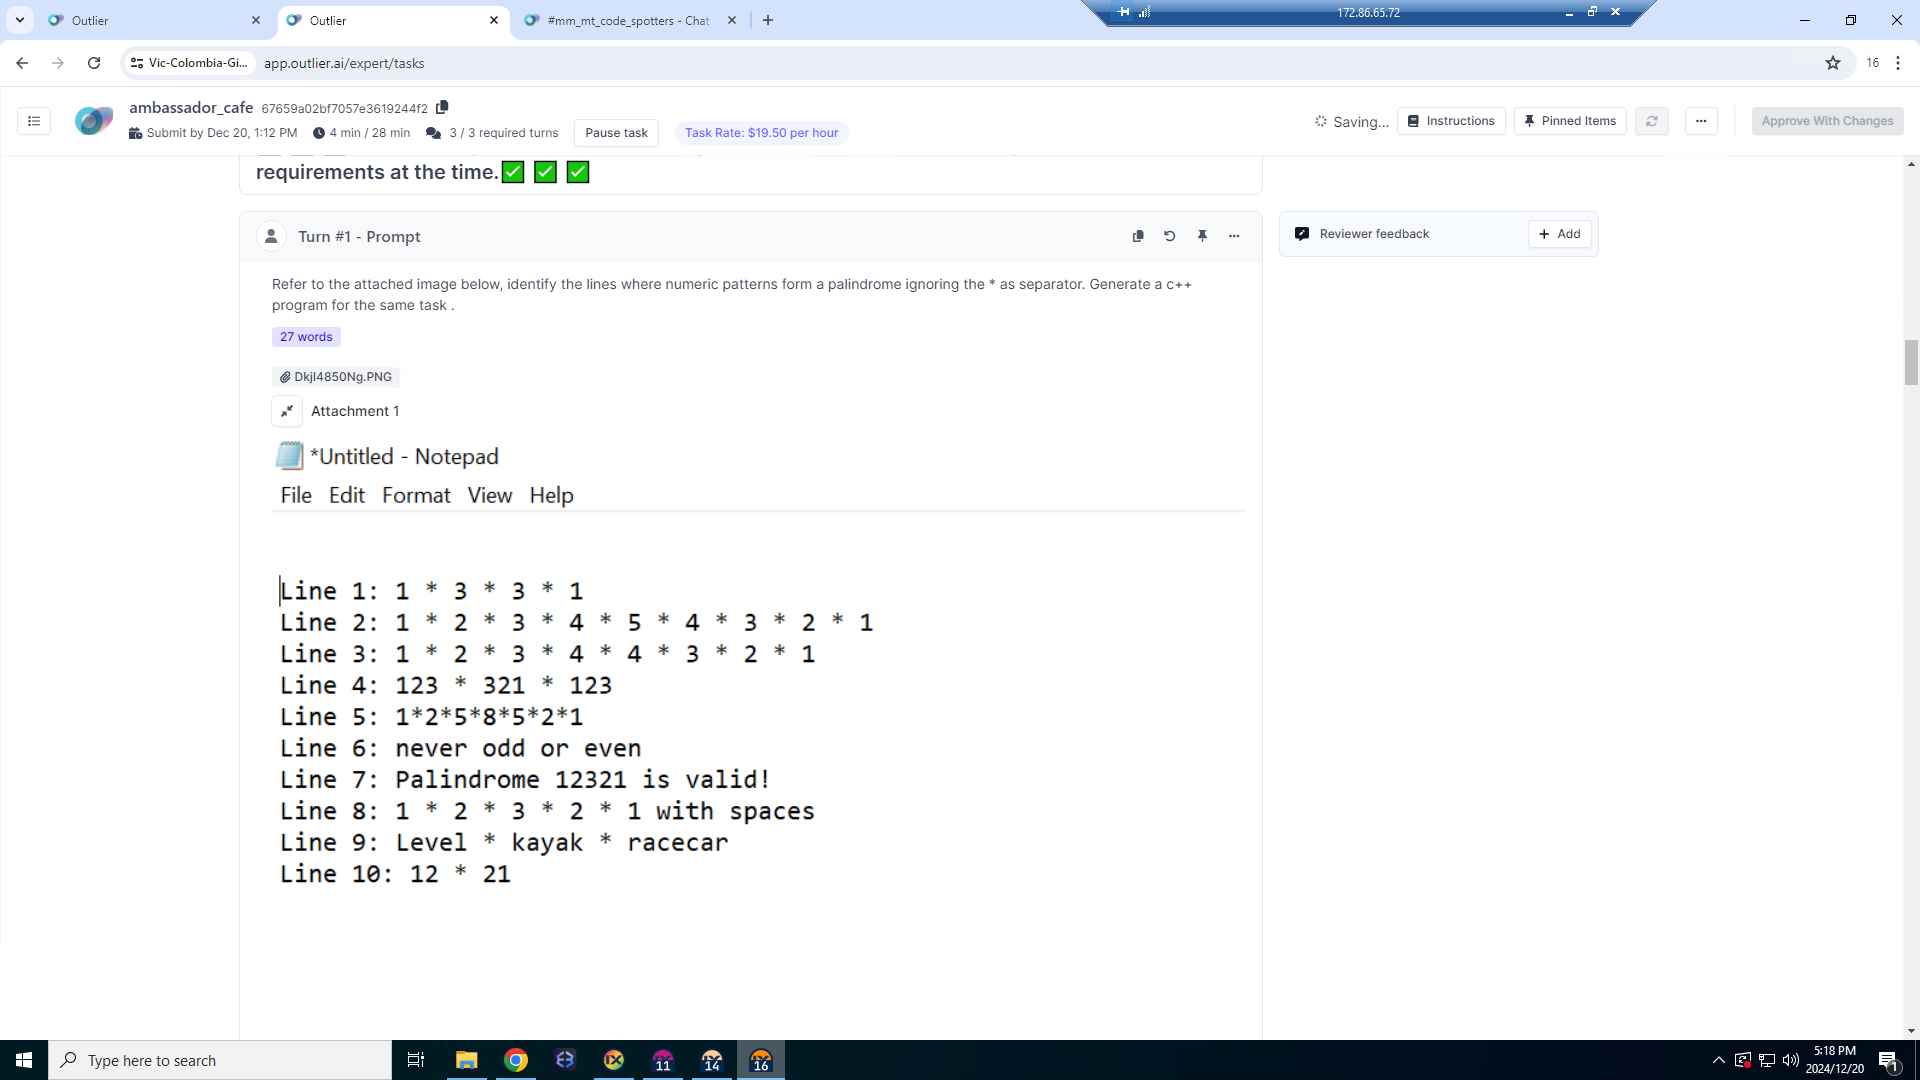 Outlier
Outlier
#mm_mt_code_spotters - Chat
172.86.65.72
Vic-Colombia-Gi...
app.outlier.ai/expert/tasks
16
ambassador_cafe 67659a02bf7057e3619244f2
Submit by Dec 20, 1:12 PM
4 min / 28 min
3 / 3 required turns
Pause task
Task Rate: $19.50 per hour
Saving...
Instructions
Pinned Items
Approve With Changes
requirements at the time.✅ ✅ ✅
Turn #1 - Prompt
Reviewer feedback
Add
Refer to the attached image below, identify the lines where numeric patterns form a palindrome ignoring the * as separator. Generate a c++
program for the same task .
27 words
DkjI4850Ng.PNG
Attachment 1
*Untitled - Notepad
File Edit Format View Help
Line 1: 1 * 3 * 3 * 1
Line 2: 1 * 2 * 3 * 4 * 5 * 4 * 3 * 2 * 1
Line 3: 1 * 2 * 3 * 4 * 4 * 3 * 2 * 1
Line 4: 123 * 321 * 123
Line 5: 1*2*5*8*5*2*1
Line 6: never odd or even
Line 7: Palindrome 12321 is valid!
Line 8: 1 * 2 * 3 * 2 * 1 with spaces
Line 9: Level * kayak * racecar
Line 10: 12 * 21
Type here to search
11
14
16
5:18 PM
2024/12/20
1